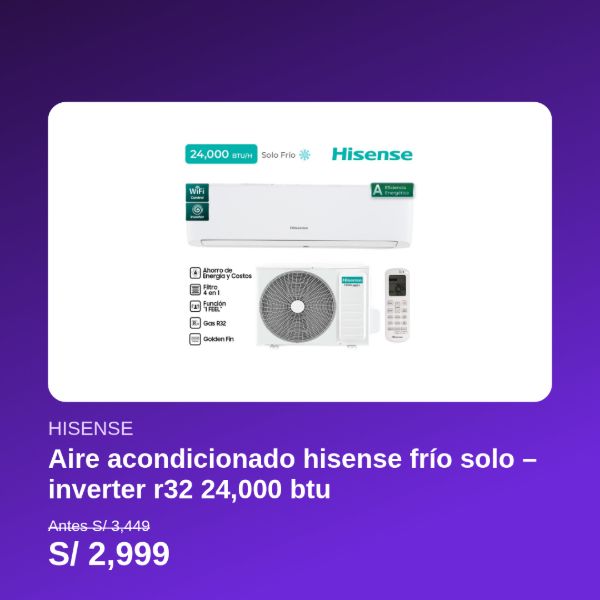 24,000 BTU/H Solo Frío Hisense
WiFi
Control
A Eficiencia
Energética
Inverter
Hisense
Ahorro de
Energía y Costos
Filtro
4 en 1
Función
"I FEEL"
Gas R32
Golden Fin
Hisense
HISENSE
Aire acondicionado hisense frío solo –
inverter r32 24,000 btu
Antes S/ 3,449
S/ 2,999